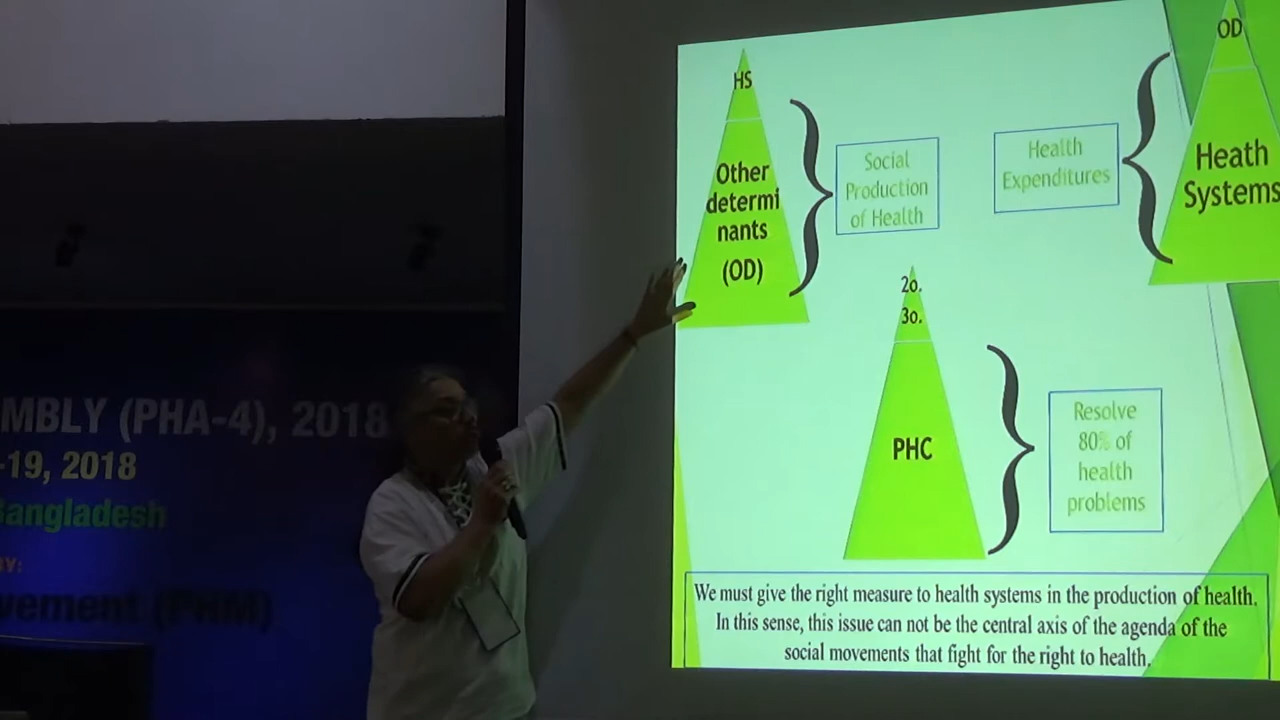 HS
Other
determi
nants
(OD)
Social
Production
of Health
Health
Expenditures
OD
Heath
Systems
2o.
3o.
PHC
Resolve
80% of
health
problems
We must give the right measure to health systems in the production of health.
In this sense, this issue can not be the central axis of the agenda of the
social movements that fight for the right to health.
MBLY (PHA-4), 2018
-19, 2018
Bangladesh
BY:
vement (PHM)